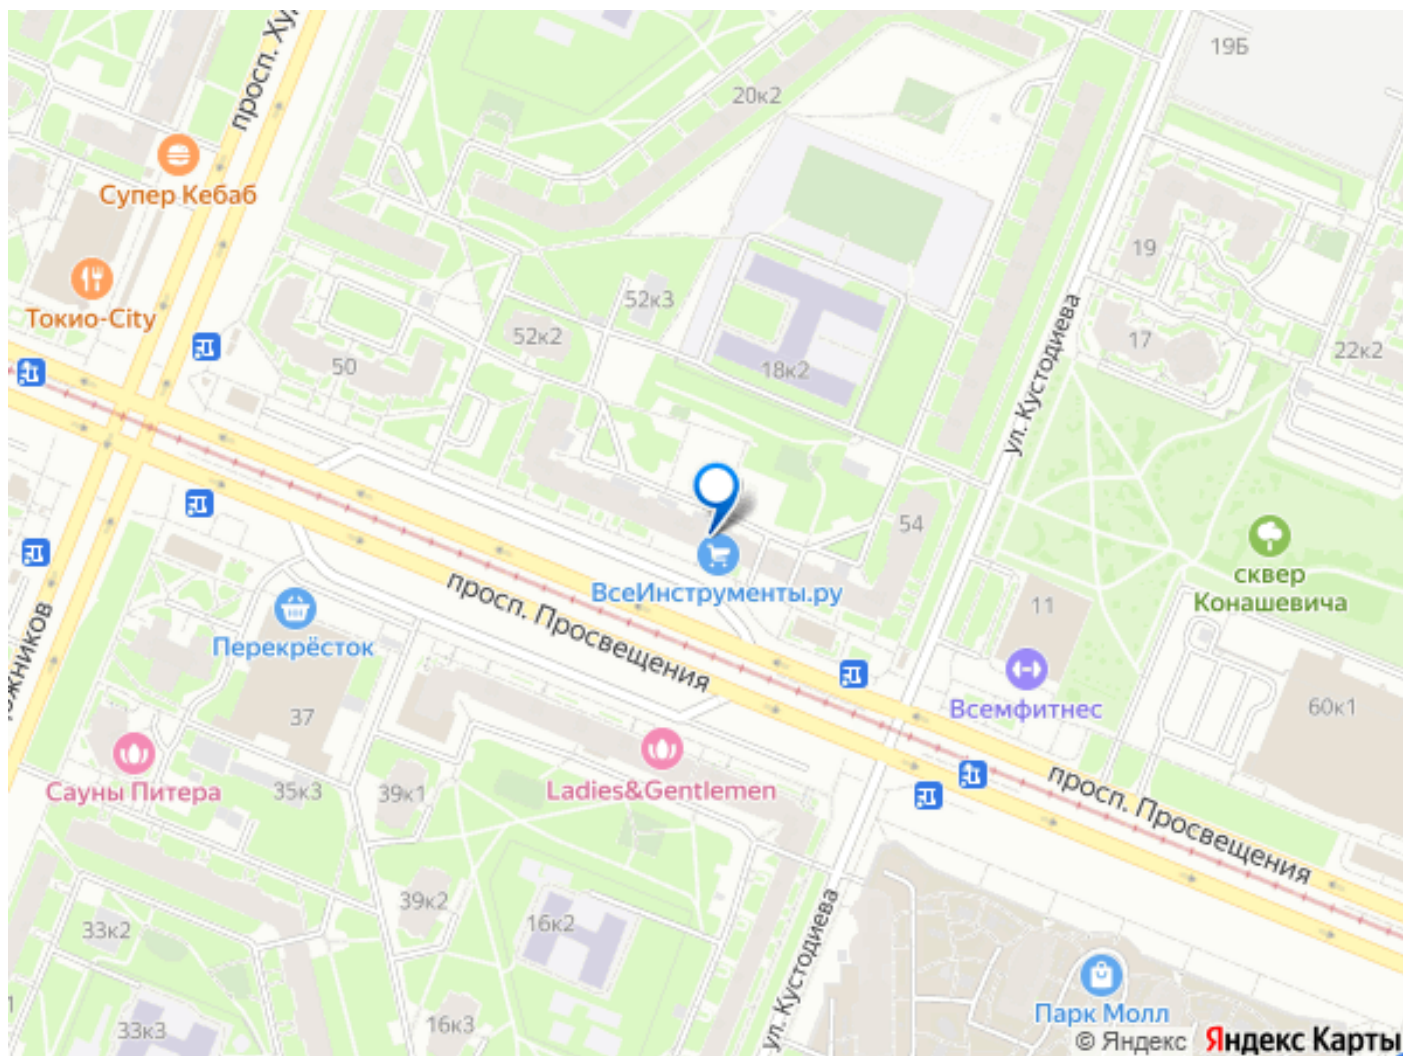 19Б
просп. Ху
20к2
Супер Кебаб
19
52к3
Токио-City
52к2
17
22к2
50
18к2
ул. Кустодиева
54
сквер
Конашевича
ВсеИнструменты.ру
11
просп. Просвещения
Перекрёсток
жников
Всемфитнес
60к1
37
Сауны Питера
35к3
39к1
Ladies&Gentlemen
просп. Просвещения
39к2
33к2
16к2
ул. Кустодиева
Парк Молл
33к3
16к3
© Яндекс Яндекс Карты